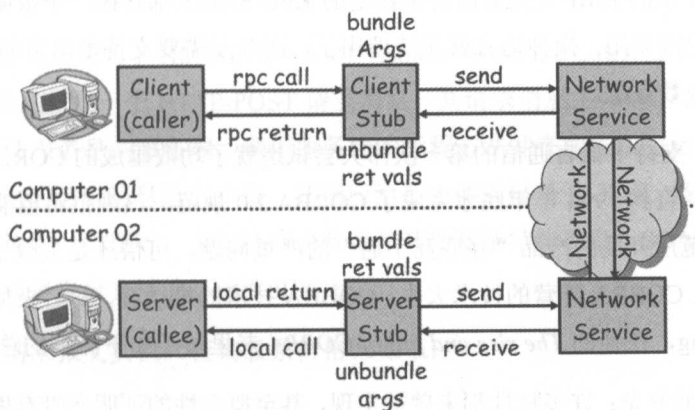 bundle
Args
Client
(caller)
rpc call
rpc return
Client
Stub
send
receive
Network
Service
unbundle
ret vals
Computer 01
Network
Network
Computer 02
bundle
ret vals
Server
(callee)
local return
local call
Server
Stub
send
receive
Network
Service
unbundle
args